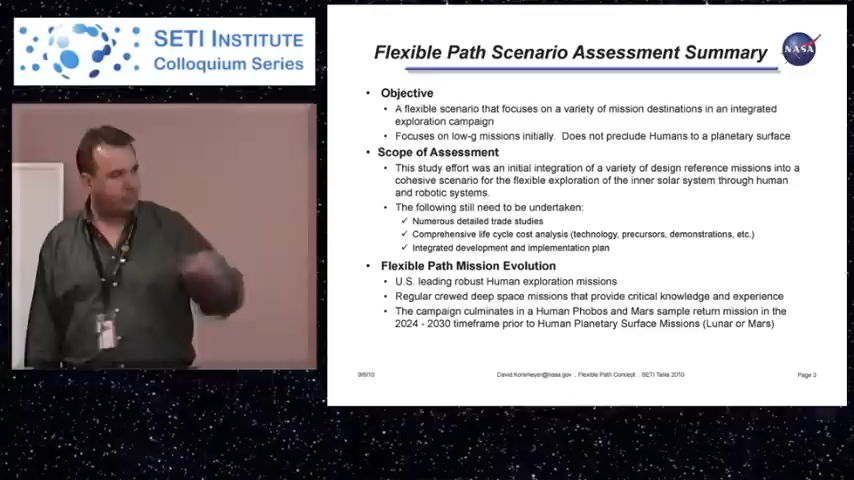 SETI INSTITUTE
Colloquium Series
Flexible Path Scenario Assessment Summary
NASA
• Objective
• A flexible scenario that focuses on a variety of mission destinations in an integrated
exploration campaign
• Focuses on low-g missions initially. Does not preclude Humans to a planetary surface
• Scope of Assessment
• This study effort was an initial integration of a variety of design reference missions into a
cohesive scenario for the flexible exploration of the inner solar system through human
and robotic systems.
• The following still need to be undertaken:
✓ Numerous detailed trade studies
✓ Comprehensive life cycle cost analysis (technology, precursors, demonstrations, etc.)
✓ Integrated development and implementation plan
• Flexible Path Mission Evolution
• U.S. leading robust Human exploration missions
• Regular crewed deep space missions that provide critical knowledge and experience
• The campaign culminates in a Human Phobos and Mars sample return mission in the
2024 - 2030 timeframe prior to Human Planetary Surface Missions (Lunar or Mars)
Flexible Path Concept . SETI Talks 2010
Page 3